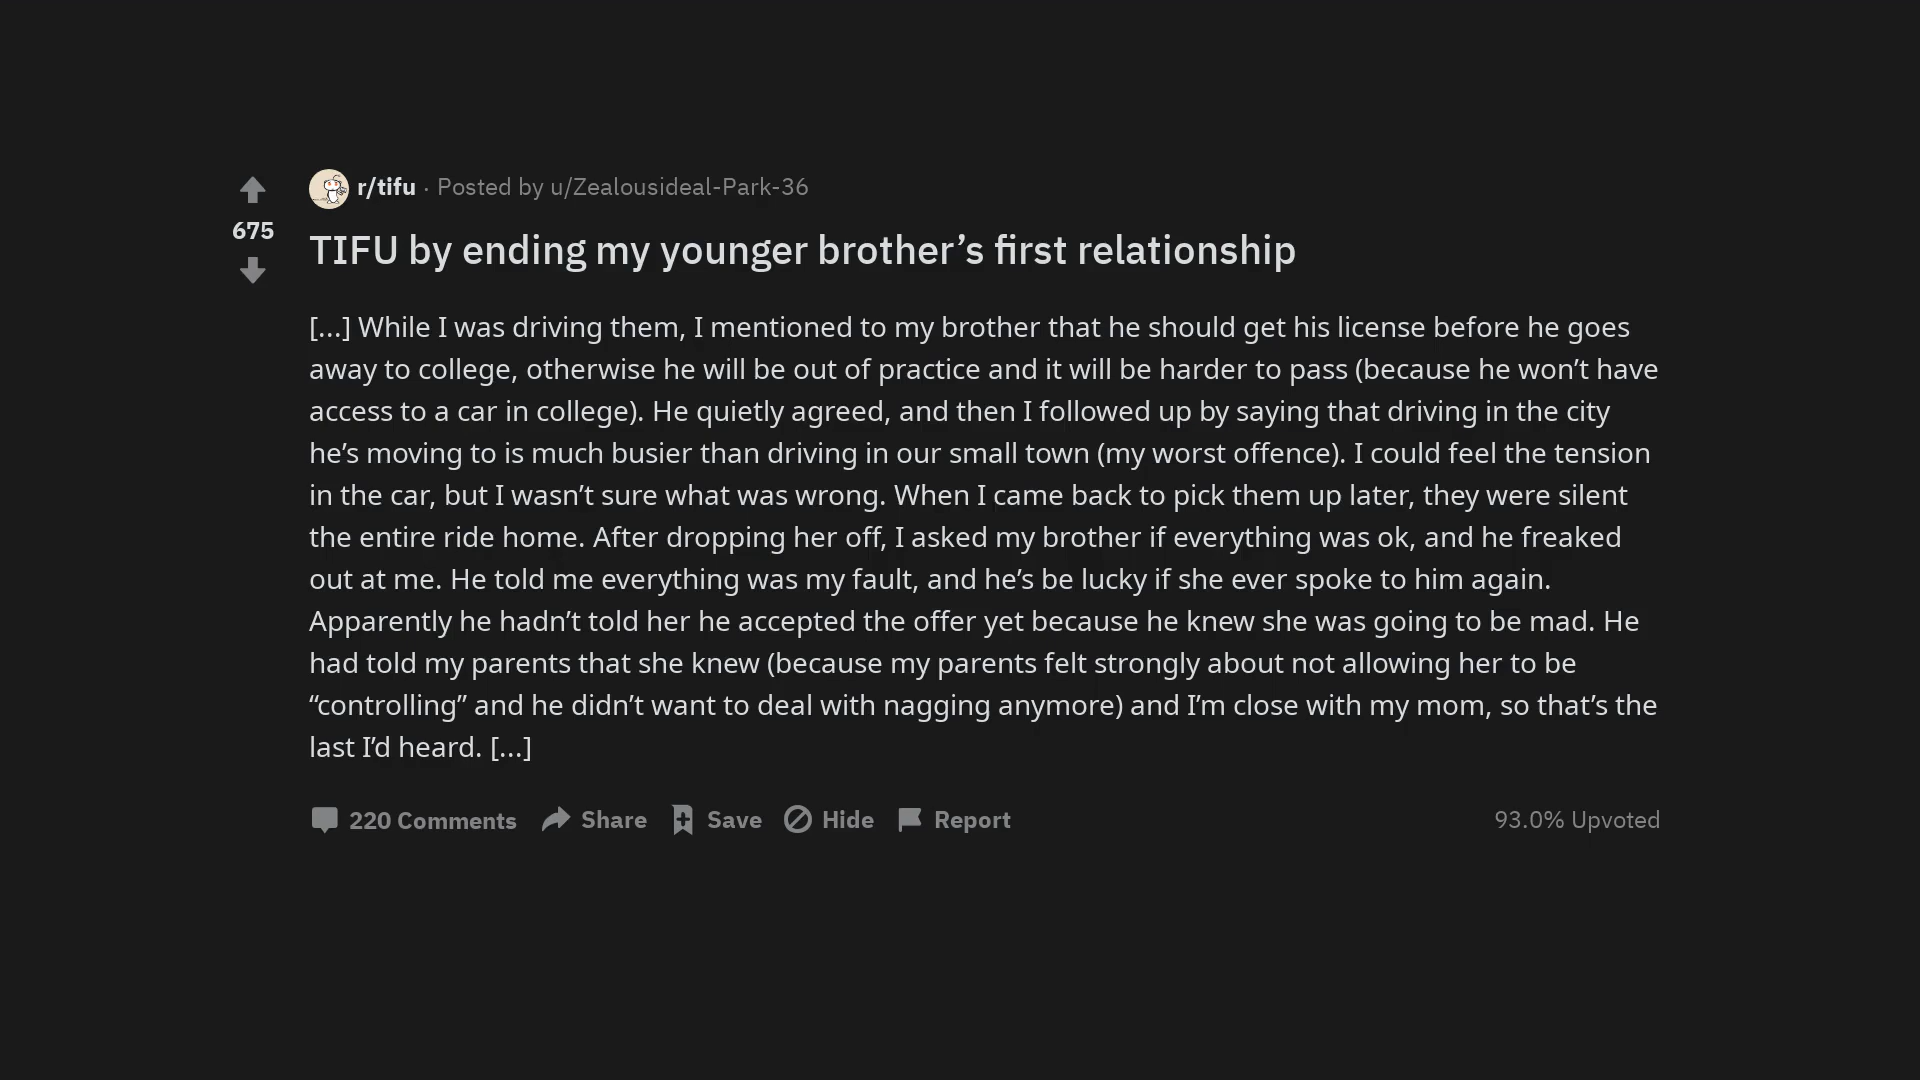 r/tifu · Posted by u/Zealousideal-Park-36
675
TIFU by ending my younger brother’s first relationship
[...] While I was driving them, I mentioned to my brother that he should get his license before he goes
away to college, otherwise he will be out of practice and it will be harder to pass (because he won’t have
access to a car in college). He quietly agreed, and then I followed up by saying that driving in the city
he’s moving to is much busier than driving in our small town (my worst offence). I could feel the tension
in the car, but I wasn’t sure what was wrong. When I came back to pick them up later, they were silent
the entire ride home. After dropping her off, I asked my brother if everything was ok, and he freaked
out at me. He told me everything was my fault, and he’s be lucky if she ever spoke to him again.
Apparently he hadn’t told her he accepted the offer yet because he knew she was going to be mad. He
had told my parents that she knew (because my parents felt strongly about not allowing her to be
“controlling” and he didn’t want to deal with nagging anymore) and I’m close with my mom, so that’s the
last I’d heard. [...]
220 Comments Share Save Hide Report 93.0% Upvoted